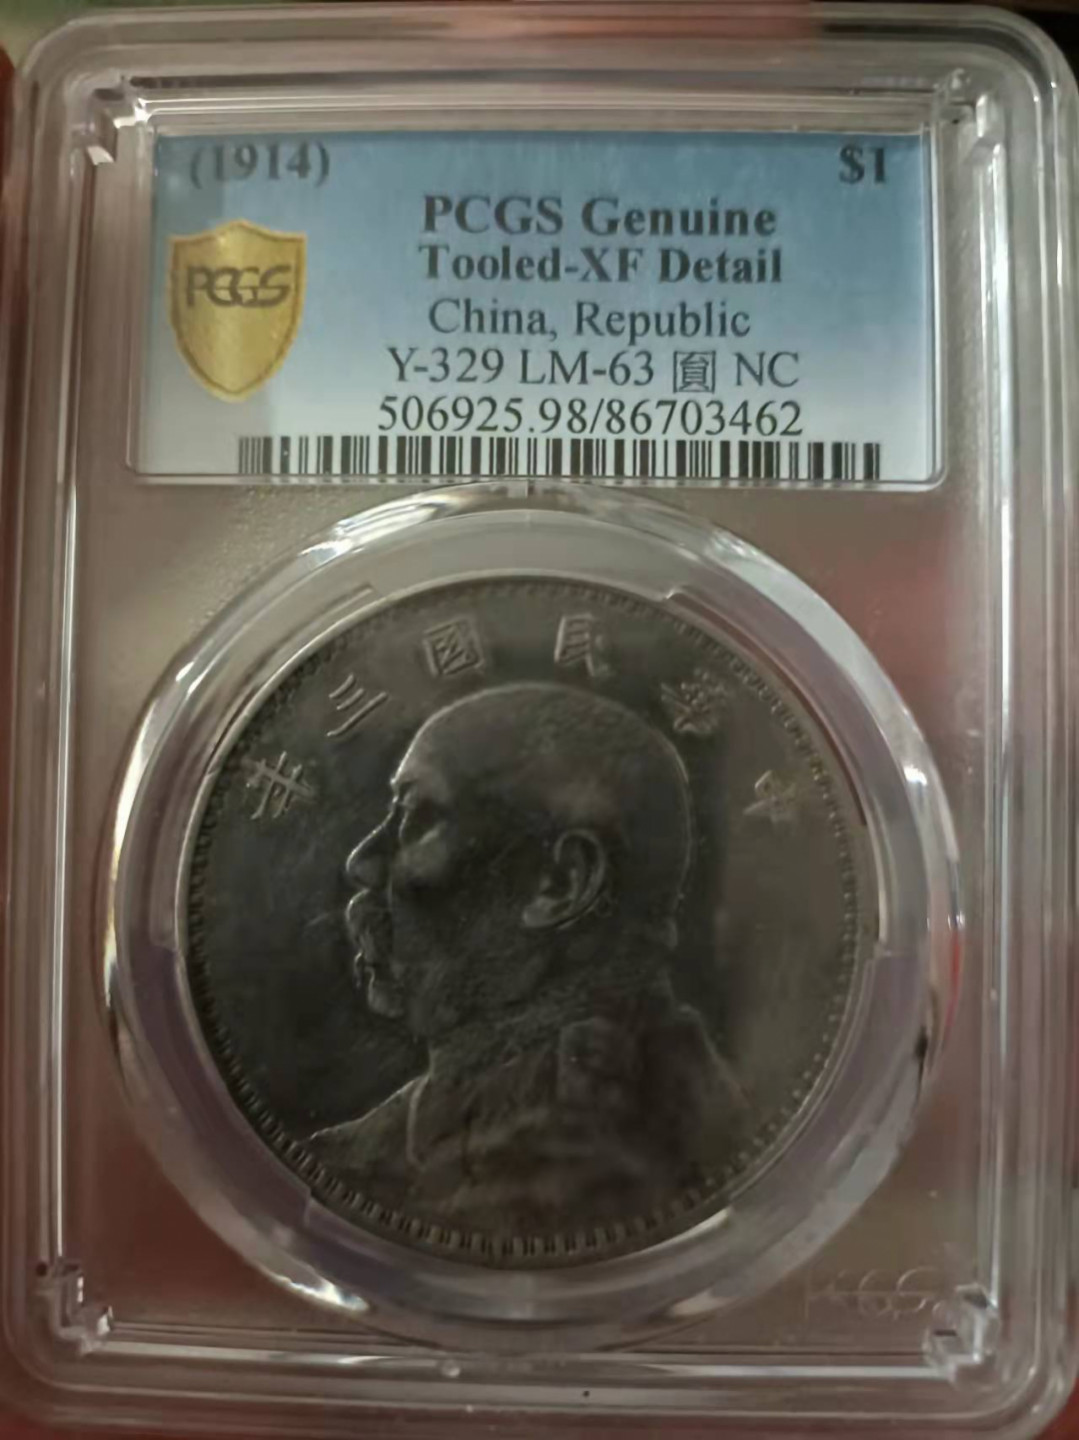 (1914) $1
PCGS Genuine
PCGS
Tooled-XF Detail
China, Republic
Y-329 LM-63 圓 NC
506925.98/86703462
年三國民華中
PCGS